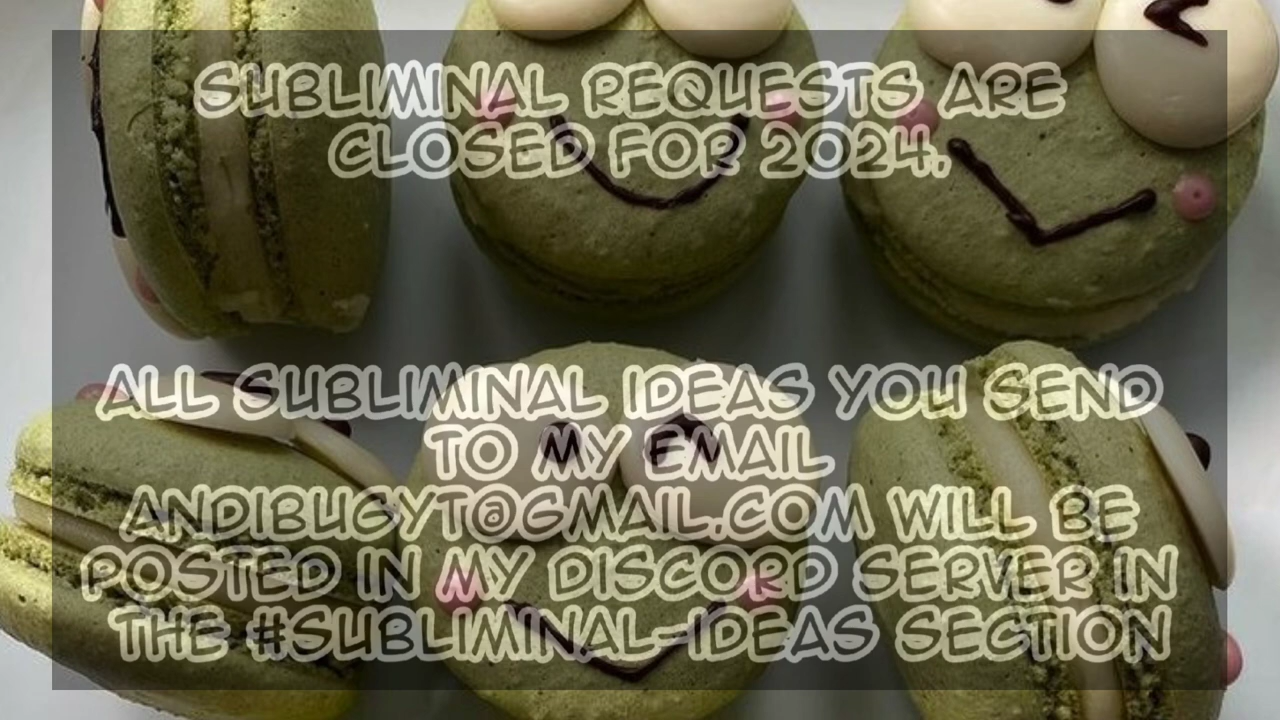 SUBLIMINAL REQUESTS ARE
CLOSED FOR 2024.
ALL SUBLIMINAL IDEAS YOU SEND
TO MY EMAIL
ANDIBUGYT@GMAIL.COM WILL BE
POSTED IN MY DISCORD SERVER IN
THE #SUBLIMINAL-IDEAS SECTION